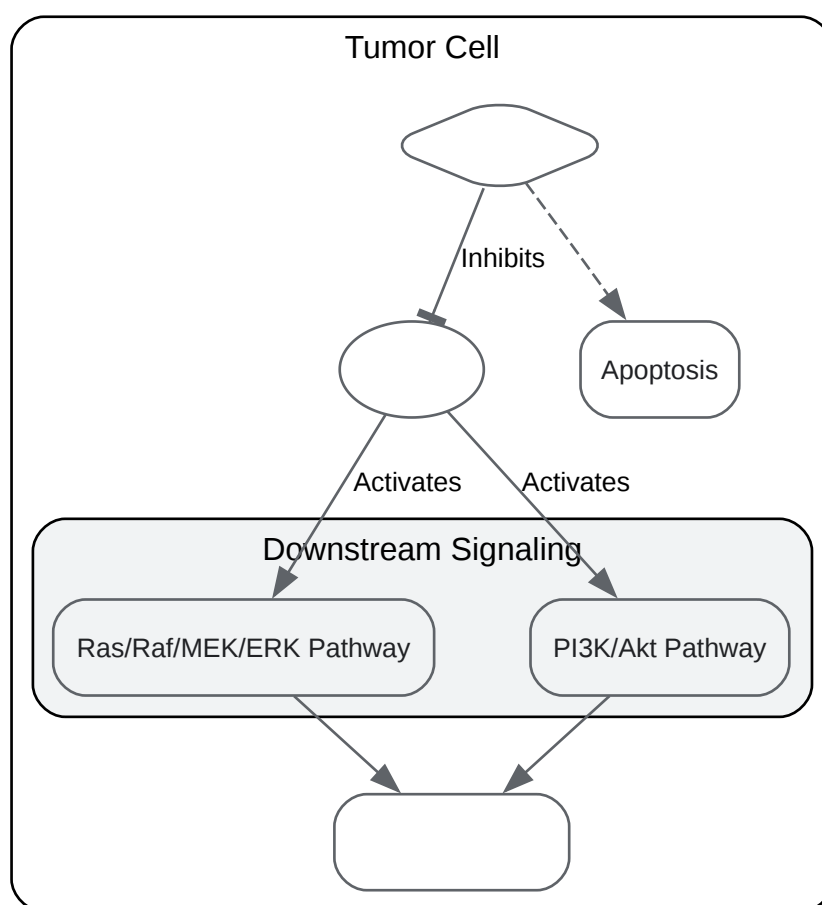 Tumor Cell
Inhibits
Apoptosis
Activates
Activates
Downstream Signaling
Ras/Raf/MEK/ERK Pathway
PI3K/Akt Pathway